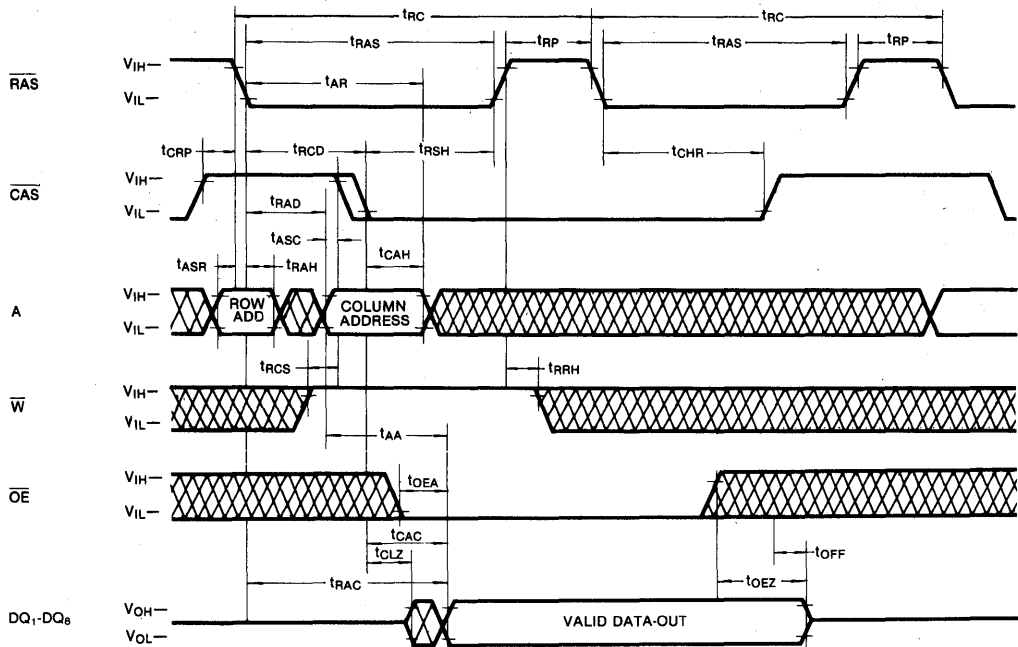 tRC tRC
tRAS tRP tRAS tRP
RAS VIH— tAR
VIL—
tCRP tRCD tRSH tCHR
CAS VIH—
VIL— tRAD
tASC
tASR tRAH tCAH
A VIH— ROW ADD COLUMN ADDRESS
VIL—
tRCS tRRH
W VIH—
VIL—
tAA
OE VIH— tOEA
VIL—
tCAC
tCLZ tOFF
tRAC tOEZ
DQ1-DQ8 VOH— VALID DATA-OUT
VOL—